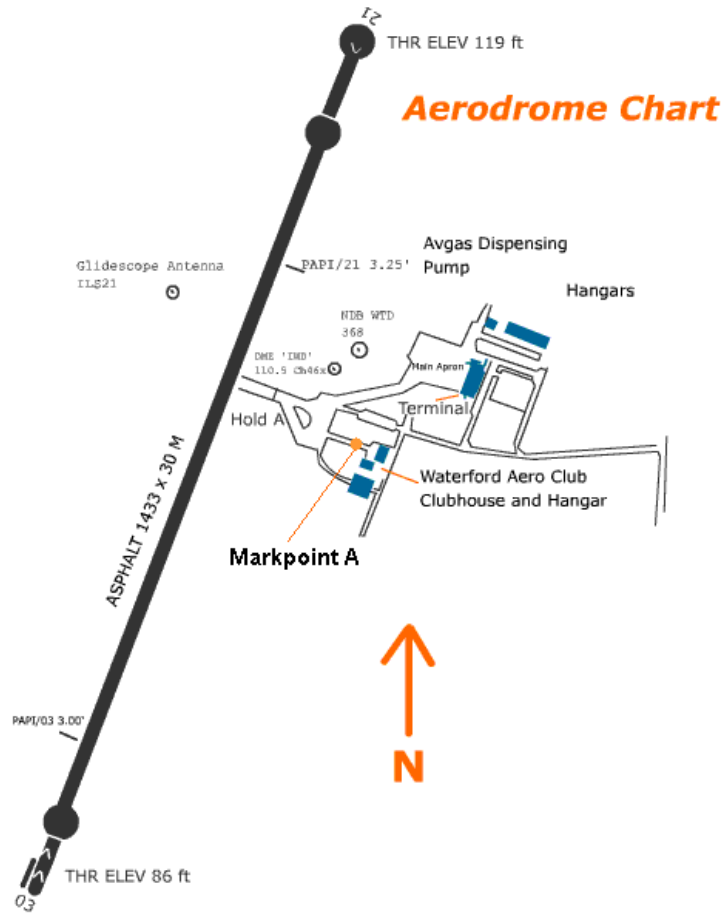 21
THR ELEV 119 ft
Aerodrome Chart
Avgas Dispensing
Pump
PAPI/21 3.25'
Glidescope Antenna
ILS21
Hangars
NDB WTD
368
DME 'IWD'
110.5 Ch46x
Main Apron
Terminal
Hold A
Waterford Aero Club
Clubhouse and Hangar
Markpoint A
ASPHALT 1433 x 30 M
PAPI/03 3.00'
N
THR ELEV 86 ft
03